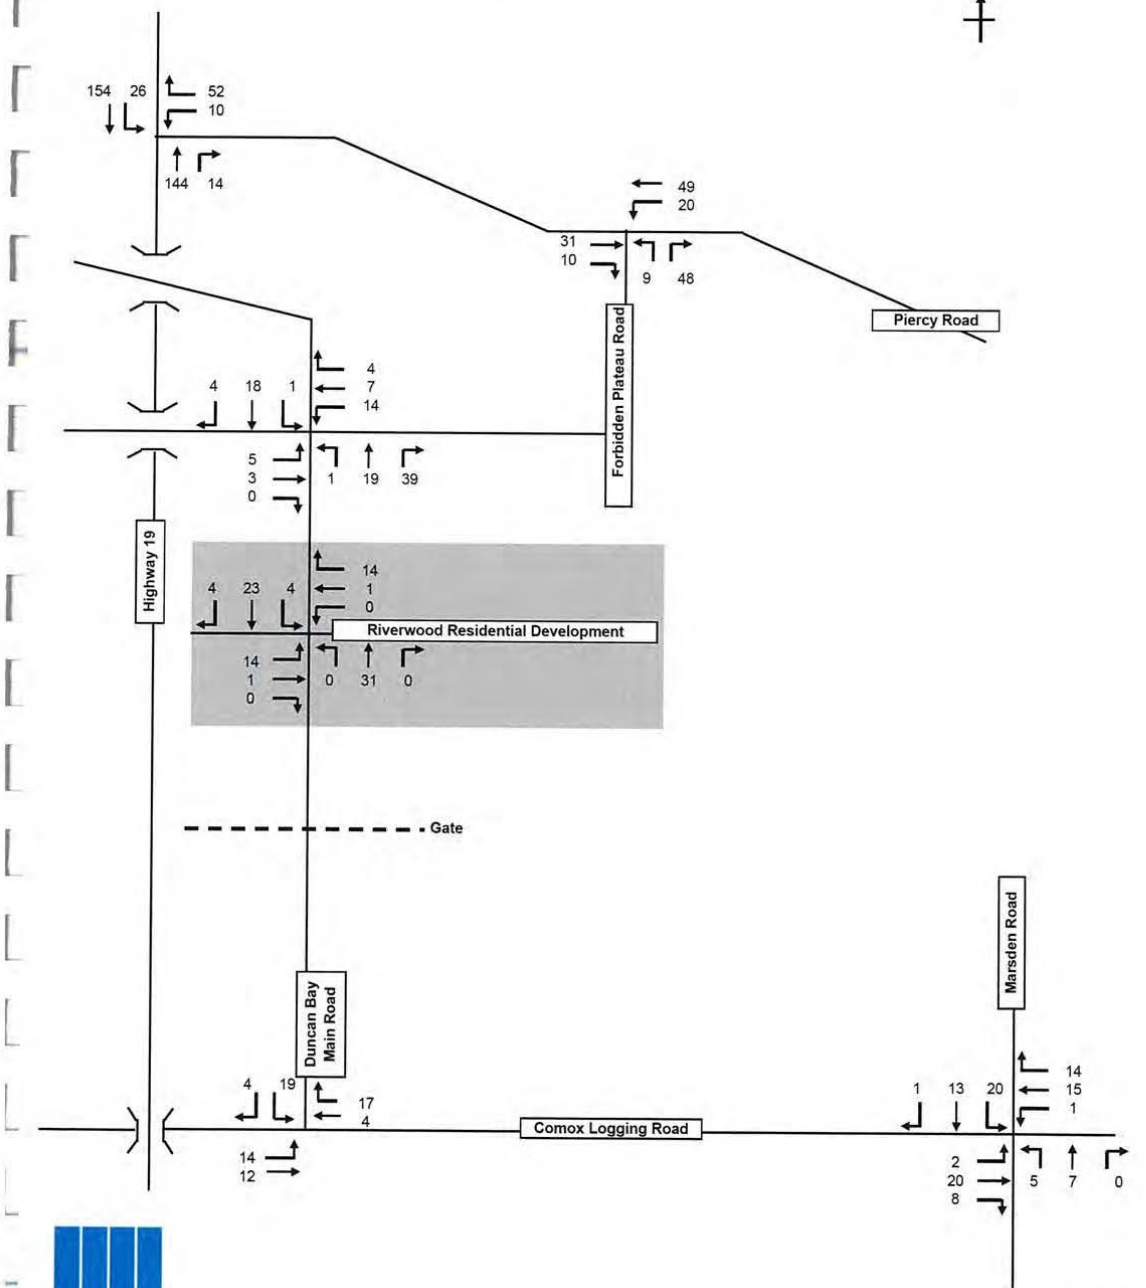 154 26 52
10
144 14
49
20
31
10
9 48
Piercy Road
Forbidden Plateau Road
4
4 18 1 7
14
5
3 1 19 39
0
Highway 19
14
4 23 4 1
0
Riverwood Residential Development
14
1 0 31 0
0
Gate
Marsden Road
Duncan Bay
Main Road
4 19
17
4
14
1 13 20 15
1
Comox Logging Road
14
12
2
20 5 7 0
8